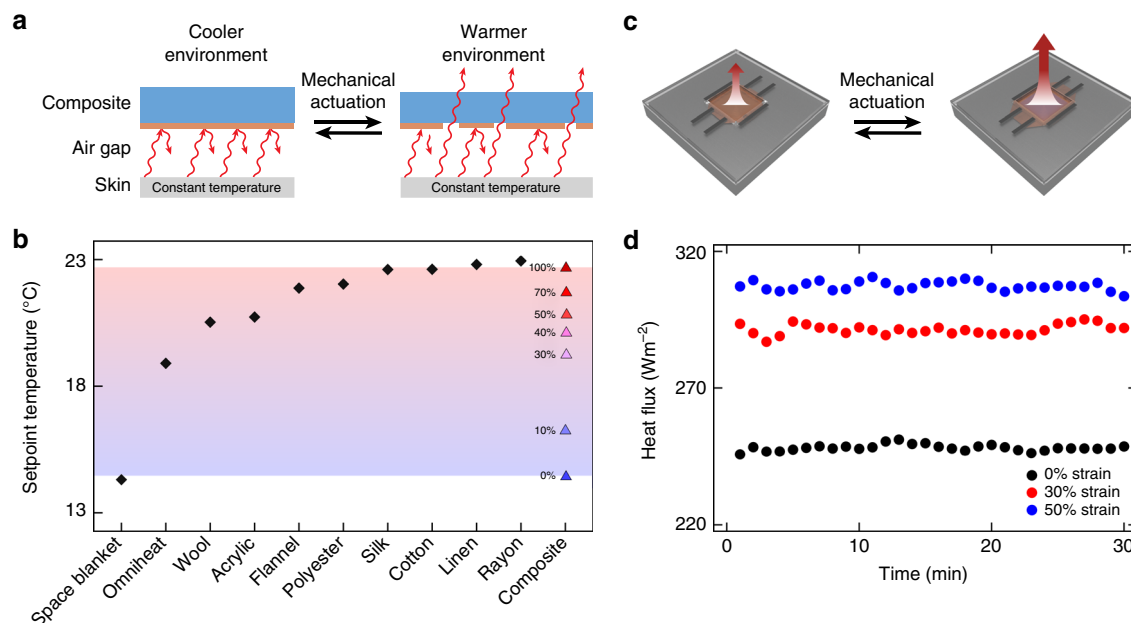 a
Cooler
environment
Warmer
environment
Mechanical
actuation
Composite
Air gap
Skin
Constant temperature
Constant temperature
c
Mechanical
actuation
b
Setpoint temperature (°C)
23
18
13
100%
70%
50%
40%
30%
10%
0%
Space blanket
Omniheat
Wool
Acrylic
Flannel
Polyester
Silk
Cotton
Linen
Rayon
Composite
d
Heat flux (Wm⁻²)
320
270
220
0% strain
30% strain
50% strain
0
10
20
30
Time (min)